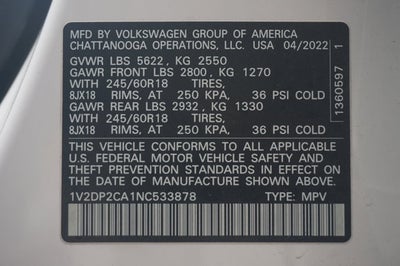 MFD BY VOLKSWAGEN GROUP OF AMERICA
CHATTANOOGA OPERATIONS, LLC. USA 04/2022
GVWR LBS 5622, KG 2550
GAWR FRONT LBS 2800, KG 1270
WITH 245/60R18 TIRES,
8JX18 RIMS, AT 250 KPA, 36 PSI COLD
GAWR REAR LBS 2932, KG 1330
WITH 245/60R18 TIRES,
8JX18 RIMS, AT 250 KPA, 36 PSI COLD
THIS VEHICLE CONFORMS TO ALL APPLICABLE
U.S. FEDERAL MOTOR VEHICLE SAFETY AND
THEFT PREVENTION STANDARDS IN EFFECT ON THE
DATE OF MANUFACTURE SHOWN ABOVE.
1V2DP2CA1NC533878 TYPE: MPV
1360597 1